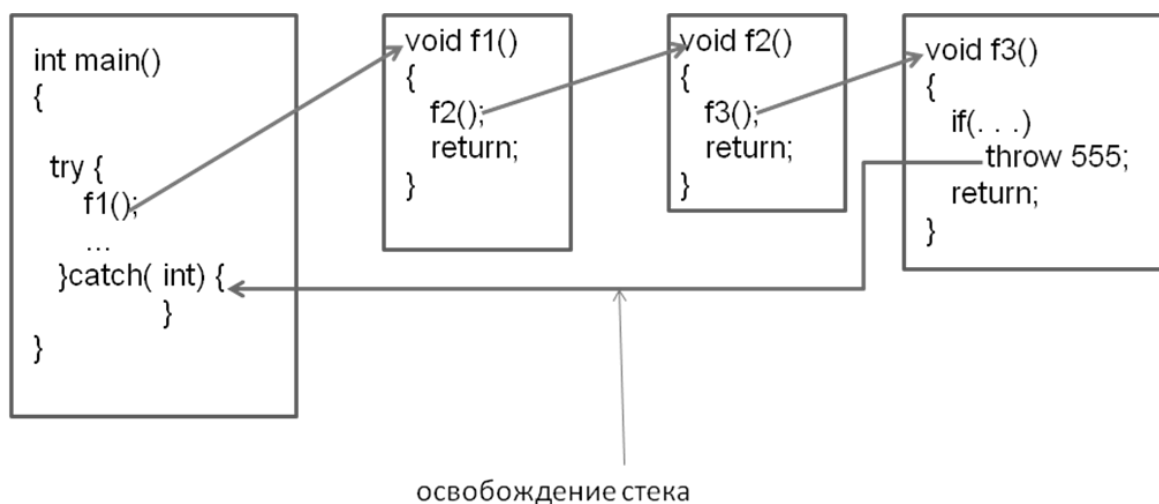 int main()
{
try {
f1();
...
}catch( int) {
}
}
void f1()
{
f2();
return;
}
void f2()
{
f3();
return;
}
void f3()
{
if(. . .)
throw 555;
return;
}
освобождение стека